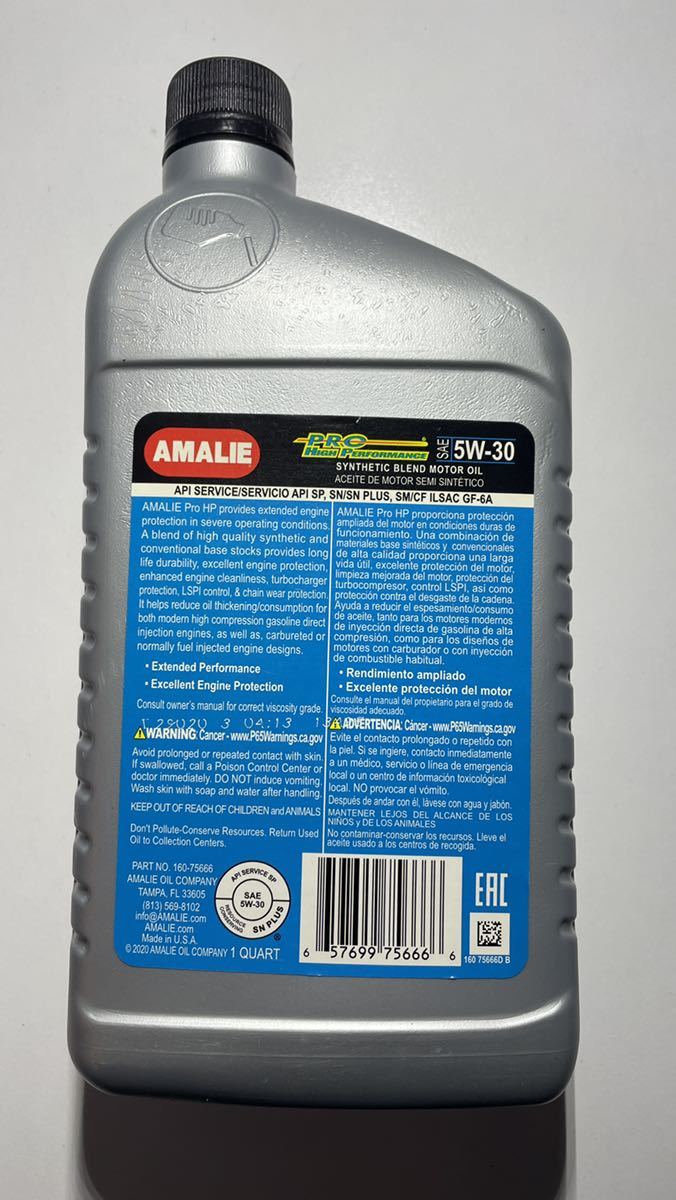 AMALIE
PRO
HIGH PERFORMANCE
SAE 5W-30
SYNTHETIC BLEND MOTOR OIL
ACEITE DE MOTOR SEMI SINTÉTICO
API SERVICE/SERVICIO API SP, SN/SN PLUS, SM/CF ILSAC GF-6A
AMALIE Pro HP provides extended engine
protection in severe operating conditions.
A blend of high quality synthetic and
conventional base stocks provides long
life durability, excellent engine protection,
enhanced engine cleanliness, turbocharger
protection, LSPI control, & chain wear protection.
It helps reduce oil thickening/consumption for
both modern high compression gasoline direct
injection engines, as well as, carbureted or
normally fuel injected engine designs.
• Extended Performance
• Excellent Engine Protection
Consult owner's manual for correct viscosity grade.
29020 3 04:13
WARNING: Cancer - www.P65Warnings.ca.gov
Avoid prolonged or repeated contact with skin.
If swallowed, call a Poison Control Center or
doctor immediately. DO NOT induce vomiting.
Wash skin with soap and water after handling.
KEEP OUT OF REACH OF CHILDREN and ANIMALS
Don't Pollute-Conserve Resources. Return Used
Oil to Collection Centers.
AMALIE Pro HP proporciona protección
ampliada del motor en condiciones duras de
funcionamiento. Una combinación de
materiales base sintéticos y convencionales
de alta calidad proporciona una larga
vida útil, excelente protección del motor,
limpieza mejorada del motor, protección del
turbocompresor, control LSPI, así como
protección contra el desgaste de la cadena.
Ayuda a reducir el espesamiento/consumo
de aceite, tanto para los motores modernos
de inyección directa de gasolina de alta
compresión, como para los diseños de
motores con carburador o con inyección
de combustible habitual.
• Rendimiento ampliado
• Excelente protección del motor
Consulte el manual del propietario para el grado de
viscosidad adecuado.
ADVERTENCIA: Cáncer - www.P65Warnings.ca.gov
Evite el contacto prolongado o repetido con
la piel. Si se ingiere, contacto inmediatamente
a un médico, servicio o línea de emergencia
local o un centro de información toxicológica
local. NO provocar el vómito.
Después de andar con él, lávese con agua y jabón.
MANTENER LEJOS DEL ALCANCE DE LOS
NIÑOS y DE LOS ANIMALES
No contaminar-conservar los recursos. Lleve el
aceite usado a los centros de recogida.
PART NO. 160-75666
AMALIE OIL COMPANY
TAMPA, FL 33605
(813) 569-8102
info@AMALIE.com
AMALIE.com
Made in U.S.A.
© 2020 AMALIE OIL COMPANY 1 QUART
API SERVICE SP
SAE
5W-30
RESOURCE CONSERVING
SN PLUS
®
6 57699 75666 6
EAC
160 75666D B